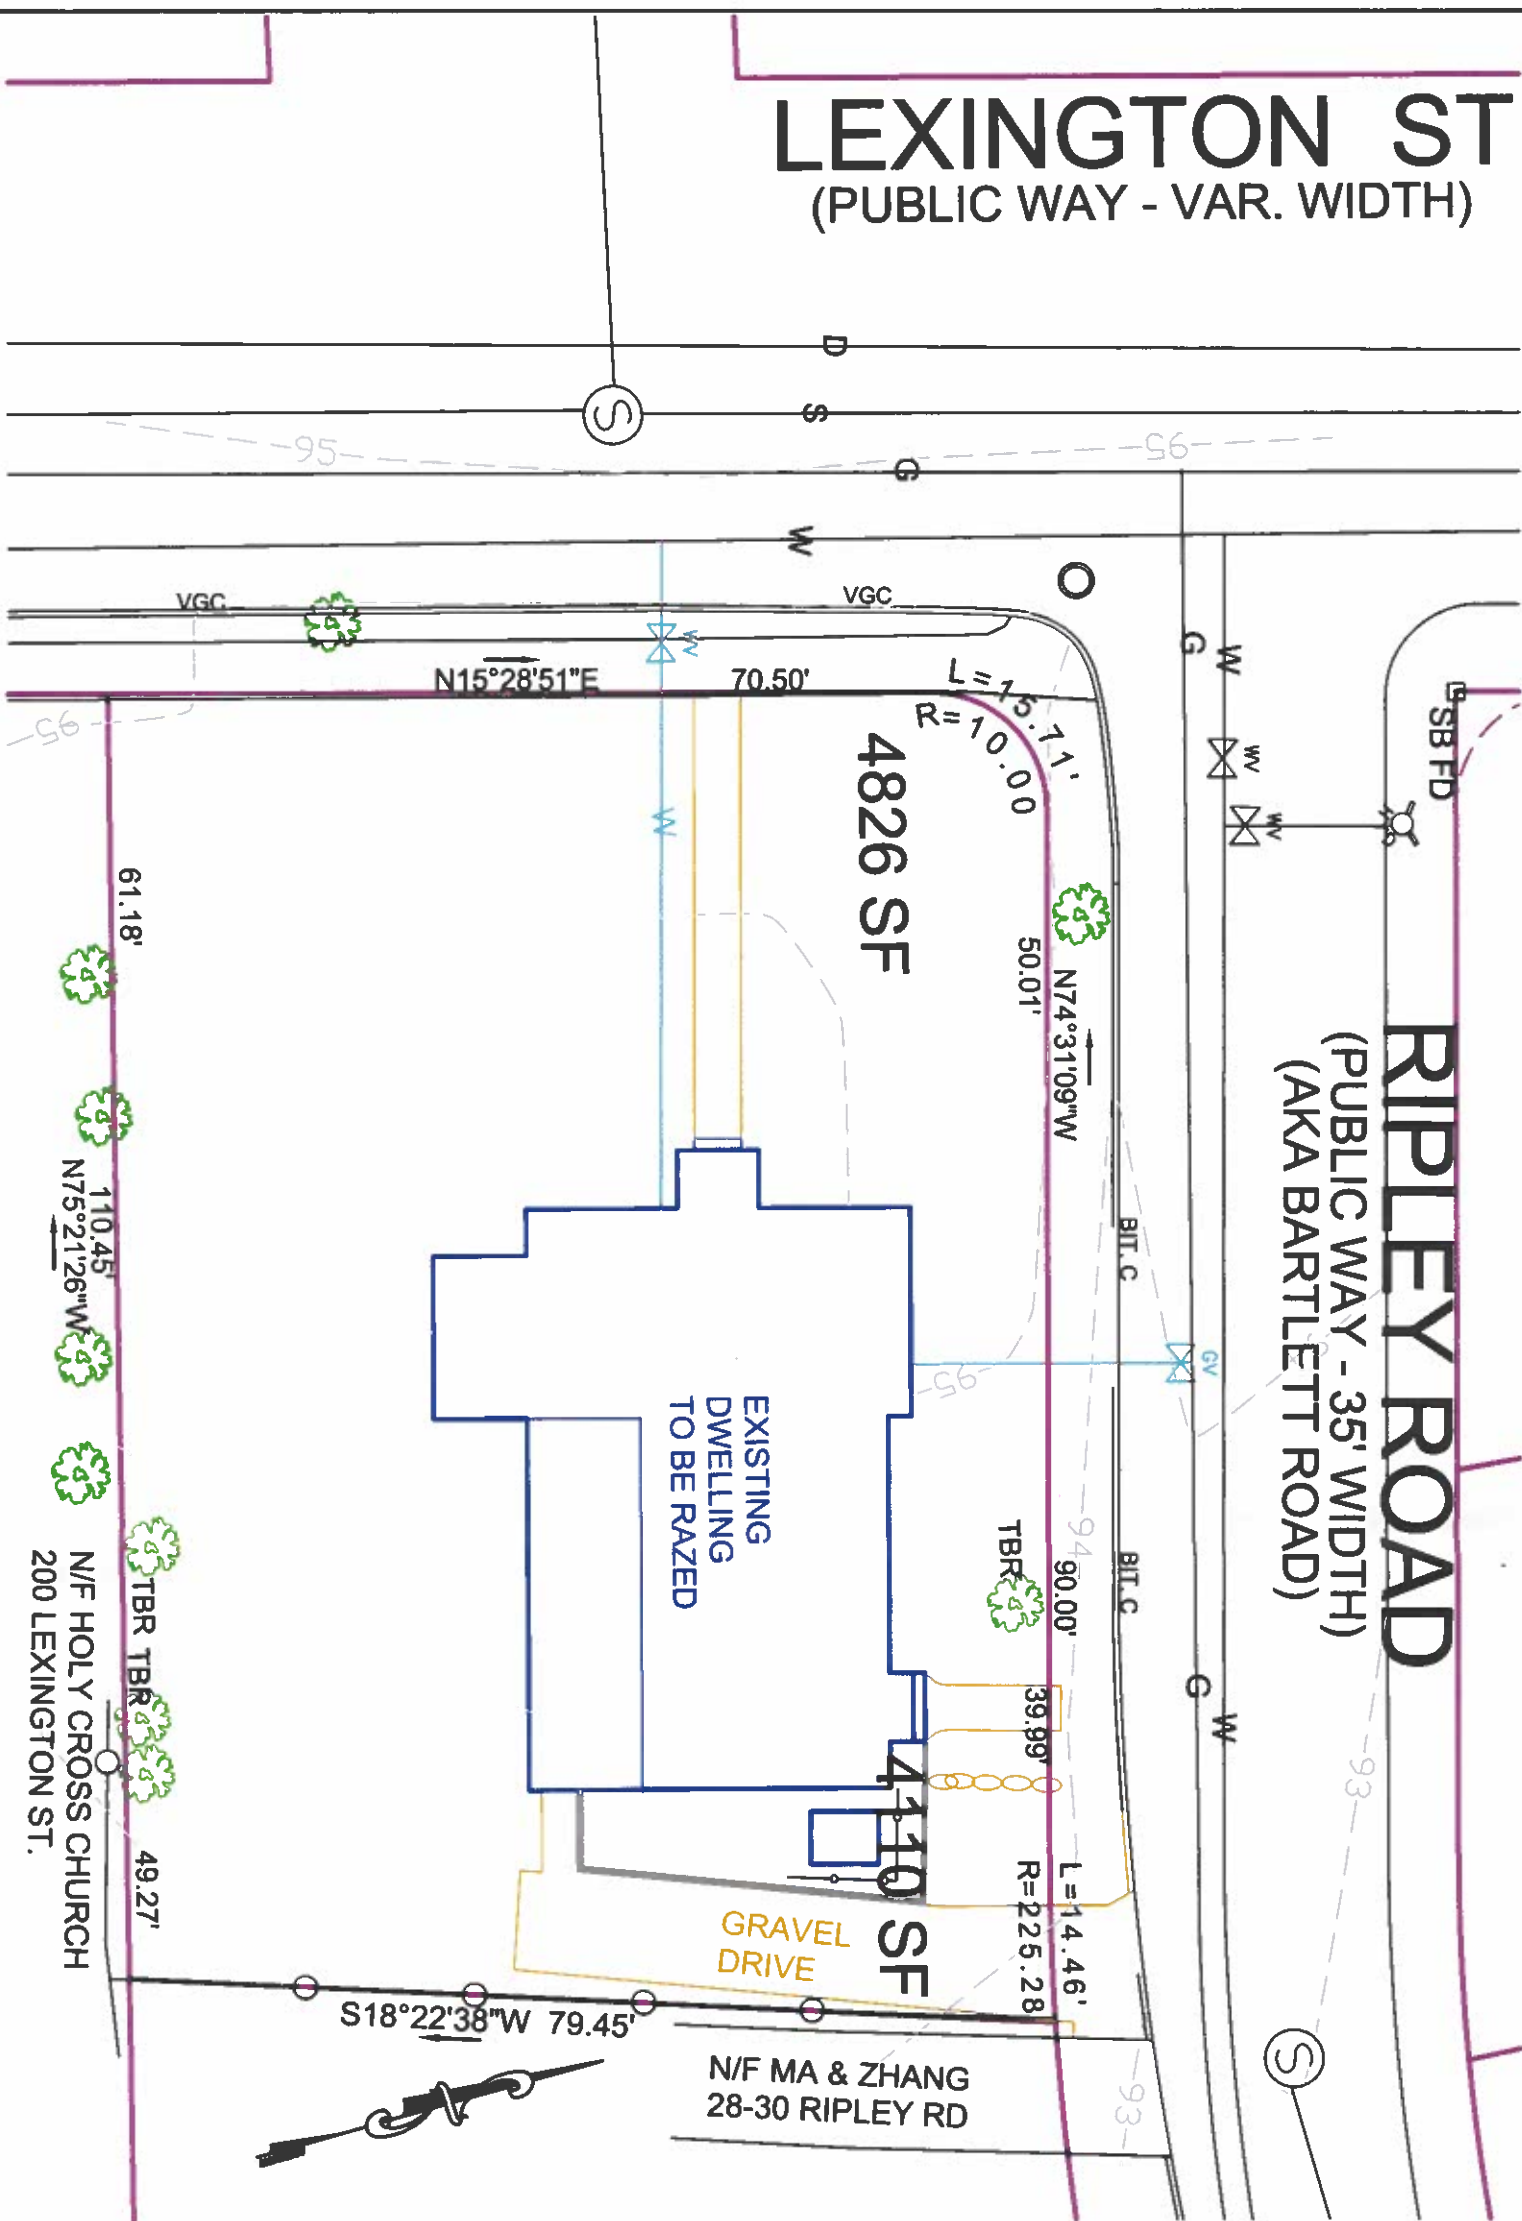 LEXINGTON ST
(PUBLIC WAY - VAR. WIDTH)
D
S
S
95
95
G
W
VGC
VGC
W
G
W
N15°28'51"E
70.50'
L=15.71'
R=10.00
SB FD
95
WV
WV
W
4826 SF
61.18'
50.01'
N74°31'09"W
RIPLEY ROAD
(PUBLIC WAY - 35' WIDTH)
(AKA BARTLETT ROAD)
110.45'
N75°21'26"W
BIT.C
GV
95
EXISTING
DWELLING
TO BE RAZED
94
TBR
90.00'
BIT.C
TBR
TBR
N/F HOLY CROSS CHURCH
200 LEXINGTON ST.
39.99'
G
W
93
4110 SF
49.27'
L=14.46'
R=225.28
GRAVEL
DRIVE
S18°22'38"W 79.45'
S
N/F MA & ZHANG
28-30 RIPLEY RD
93